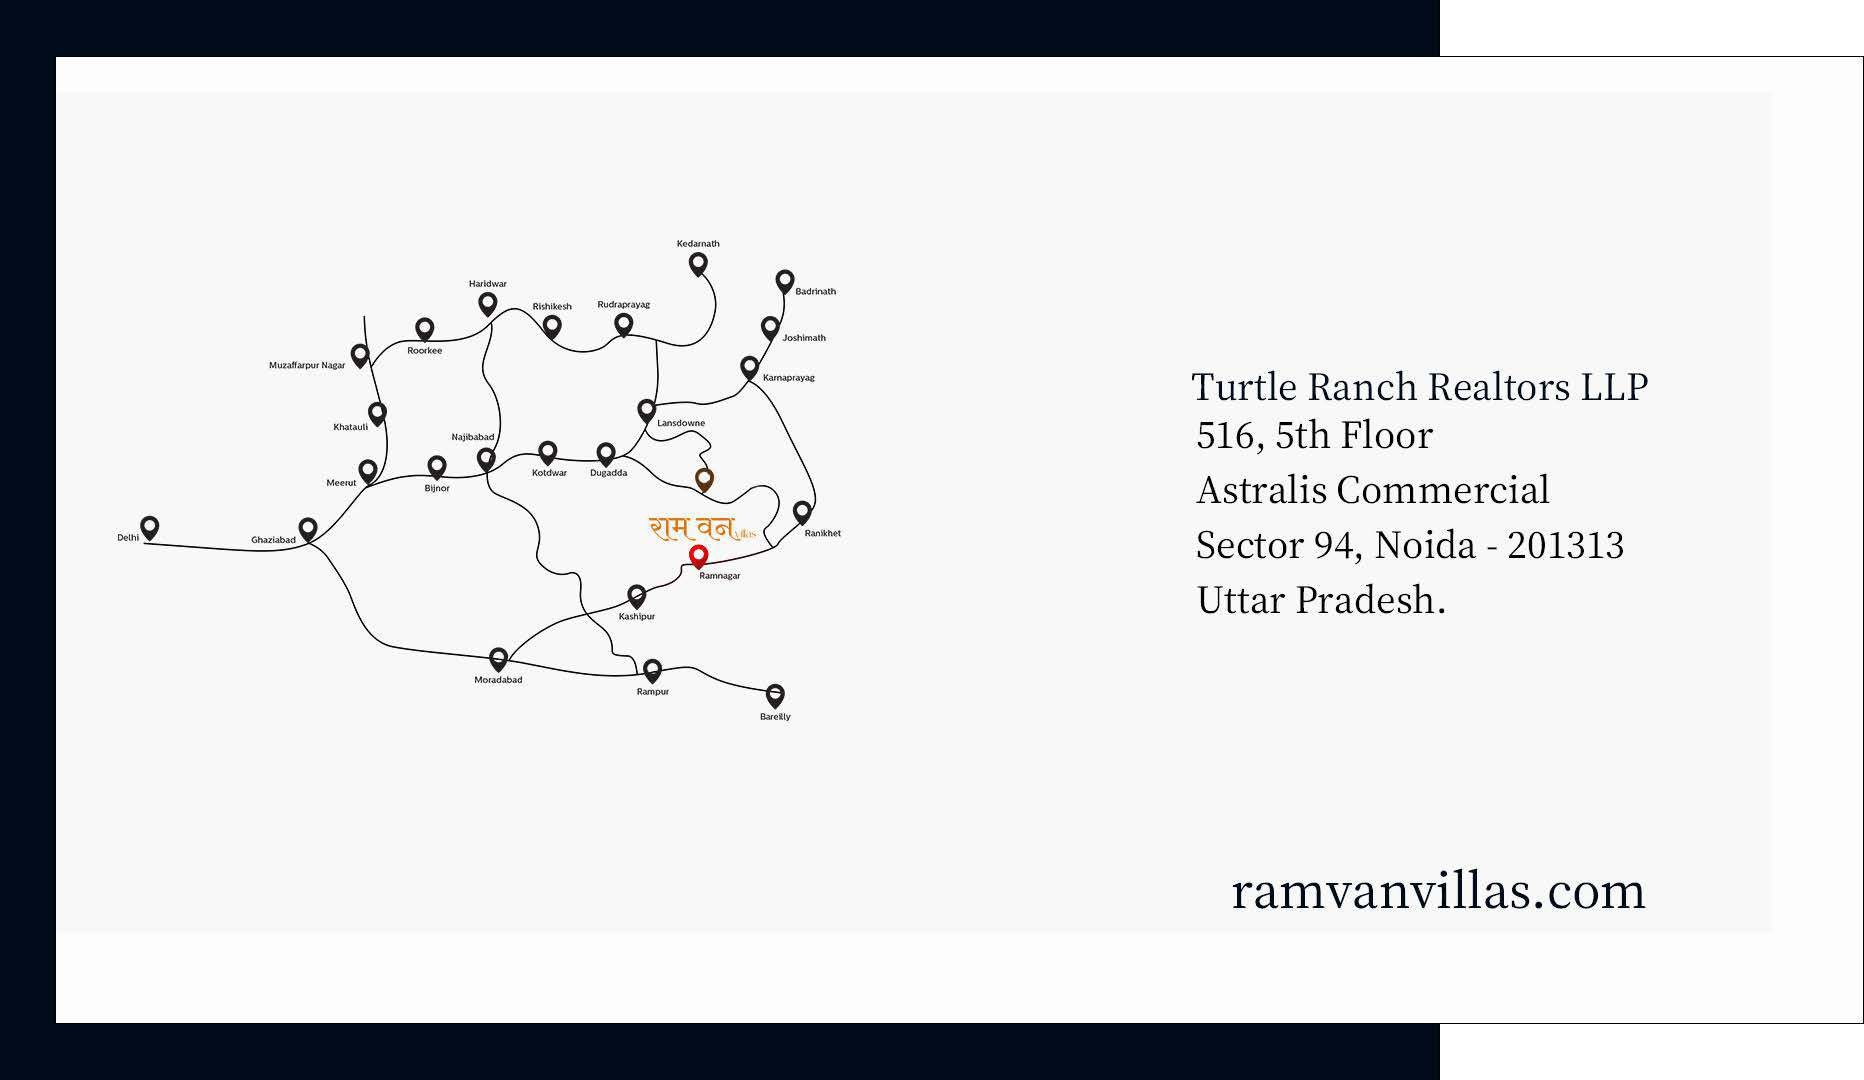 Kedarnath
Badrinath
Haridwar
Rishikesh
Rudraprayag
Joshimath
Roorkee
Muzaffarpur Nagar
Karnaprayag
Khatauli
Lansdowne
Najibabad
Kotdwar
Dugadda
Meerut
Bijnor
राम वन villas
Ranikhet
Delhi
Ghaziabad
Ramnagar
Kashipur
Moradabad
Rampur
Bareilly
Turtle Ranch Realtors LLP
516, 5th Floor
Astralis Commercial
Sector 94, Noida - 201313
Uttar Pradesh.
ramvanvillas.com